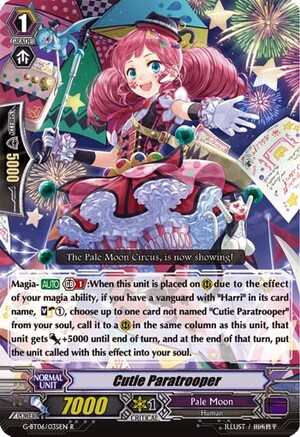 1
GRADE
5000
The Pale Moon Circus, is now showing!
Magia- AUTO GB 1 :When this unit is placed on due to the
effect of your magia ability, if you have a vanguard with "Harri" in its card
name, 1, choose up to one card not named "Cutie Paratrooper"
from your soul, call it to a in the same column as this unit, that
unit gets +5000 until end of turn, and at the end of that turn, put
the unit called with this effect into your soul.
NORMAL UNIT
Cutie Paratrooper
POWER
7000
1
CRITICAL
Pale Moon
Human
G-BT06/035EN R
ILLUST